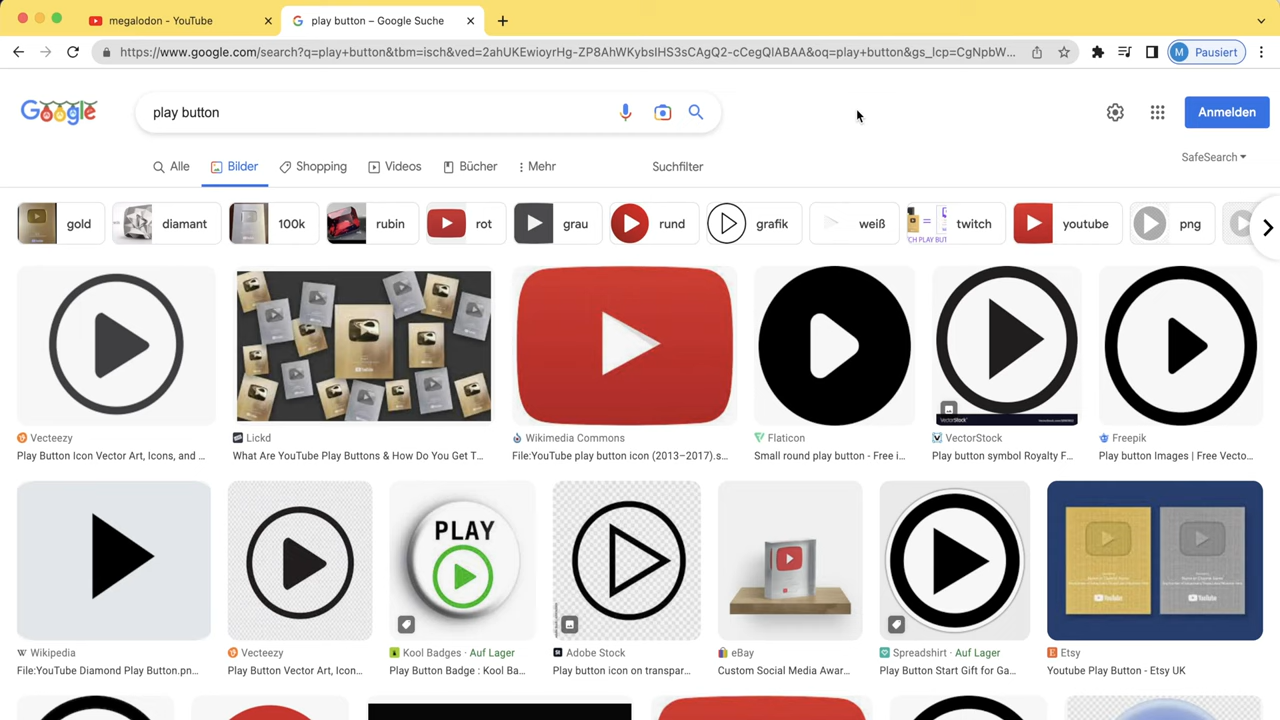 megalodon - YouTube
play button – Google Suche
https://www.google.com/search?q=play+button&tbm=isch&ved=2ahUKEwioyrHg-ZP8AhWKybsIHS3sCAgQ2-cCegQIABAA&oq=play+button&gs_lcp=CgNpbW...
M Pausiert
Google
play button
Anmelden
Alle
Bilder
Shopping
Videos
Bücher
Mehr
Suchfilter
SafeSearch
gold
diamant
100k
rubin
rot
grau
rund
grafik
weiß
twitch
youtube
png
Vecteezy
Play Button Icon Vector Art, Icons, and ...
Lickd
What Are YouTube Play Buttons & How Do You Get T...
Wikimedia Commons
File:YouTube play button icon (2013–2017).s...
Flaticon
Small round play button - Free i...
VectorStock
VectorStock
Play button symbol Royalty F...
Freepik
Play button Images | Free Vecto...
PLAY
YouTube
YouTube
Wikipedia
File:YouTube Diamond Play Button.pn...
Vecteezy
Play Button Vector Art, Icon...
Kool Badges · Auf Lager
Play Button Badge : Kool Ba...
Adobe Stock
Play button icon on transpar...
eBay
Custom Social Media Awar...
Spreadshirt · Auf Lager
Play Button Start Gift for Ga...
Etsy
Youtube Play Button - Etsy UK